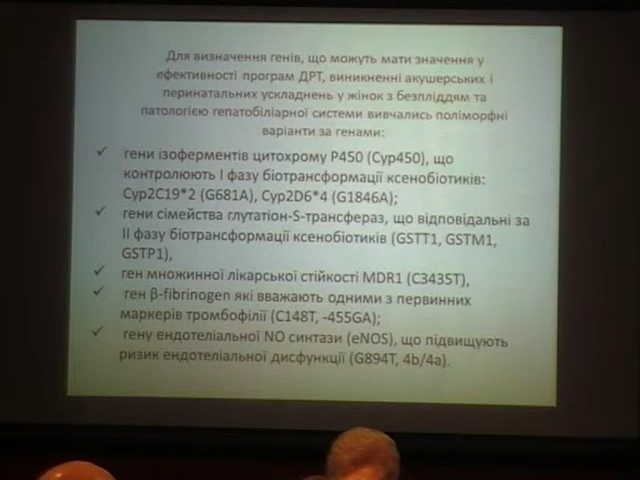 Для визначення генів, що можуть мати значення у
ефективності програм ДРТ, виникненні акушерських і
перинатальних ускладнень у жінок з безпліддям та
патологією гепатобіліарної системи вивчались поліморфні
варіанти за генами:
✓ гени ізоферментів цитохрому P450 (Cyp450), що
контролюють І фазу біотрансформації ксенобіотиків:
Cyp2C19*2 (G681A), Cyp2D6*4 (G1846A);
✓ гени сімейства глутатіон-S-трансфераз, що відповідальні за
ІІ фазу біотрансформації ксенобіотиків (GSTT1, GSTM1,
GSTP1),
✓ ген множинної лікарської стійкості MDR1 (C3435T),
✓ ген β-fibrinogen які вважають одними з первинних
маркерів тромбофілії (C148T, -455GA);
✓ гену ендотеліальної NO синтази (eNOS), що підвищують
ризик ендотеліальної дисфункції (G894T, 4b/4a).